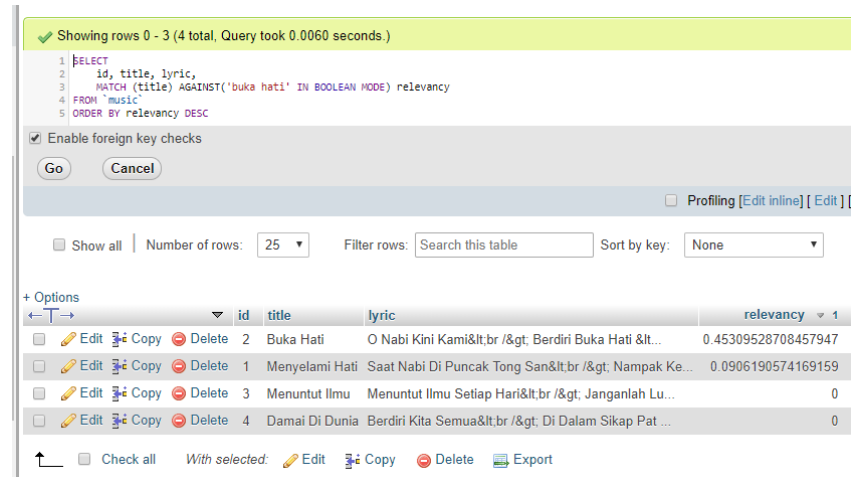 Showing rows 0 - 3 (4 total, Query took 0.0060 seconds.)
1 SELECT
2 id, title, lyric,
3 MATCH (title) AGAINST('buka hati' IN BOOLEAN MODE) relevancy
4 FROM `music`
5 ORDER BY relevancy DESC
Enable foreign key checks
Go Cancel
Profiling [Edit inline] [ Edit ] [
Show all | Number of rows: 25 Filter rows: Search this table Sort by key: None
+ Options
←T→ id title lyric relevancy 1
Edit Copy Delete 2 Buka Hati O Nabi Kini Kami&lt;br /&gt; Berdiri Buka Hati &lt... 0.45309528708457947
Edit Copy Delete 1 Menyelami Hati Saat Nabi Di Puncak Tong San&lt;br /&gt; Nampak Ke... 0.0906190574169159
Edit Copy Delete 3 Menuntut Ilmu Menuntut Ilmu Setiap Hari&lt;br /&gt; Janganlah Lu... 0
Edit Copy Delete 4 Damai Di Dunia Berdiri Kita Semua&lt;br /&gt; Di Dalam Sikap Pat ... 0
Check all With selected: Edit Copy Delete Export